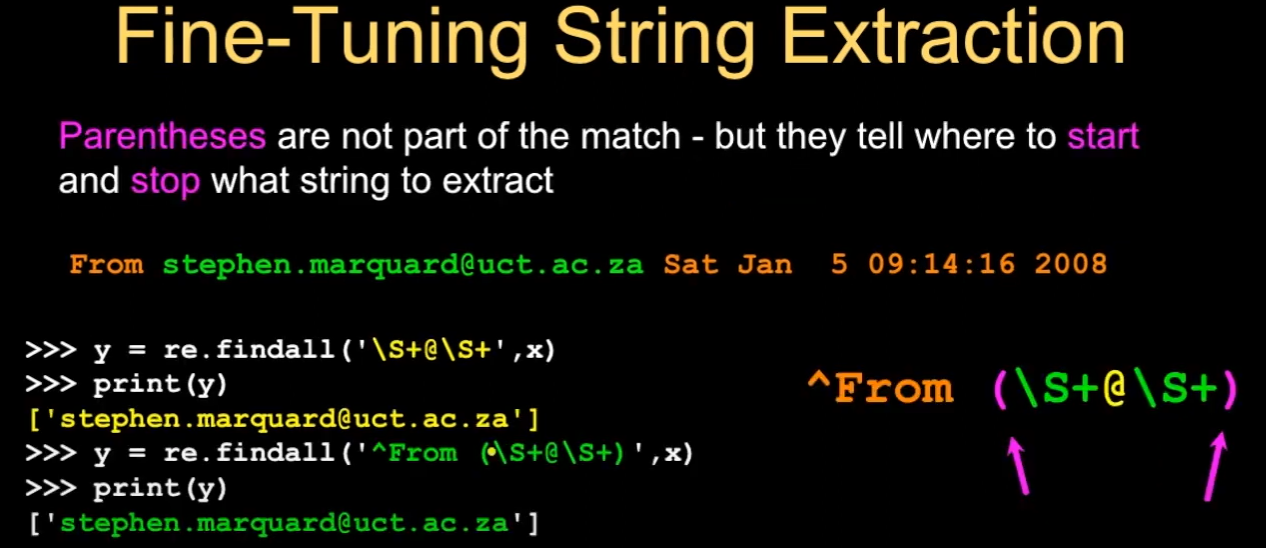 Fine-Tuning String Extraction
Parentheses are not part of the match - but they tell where to start
and stop what string to extract
From stephen.marquard@uct.ac.za Sat Jan  5 09:14:16 2008
>>> y = re.findall('\S+@\S+',x)
>>> print(y)
['stephen.marquard@uct.ac.za']
>>> y = re.findall('^From (\S+@\S+)',x)
>>> print(y)
['stephen.marquard@uct.ac.za']
^From (\S+@\S+)